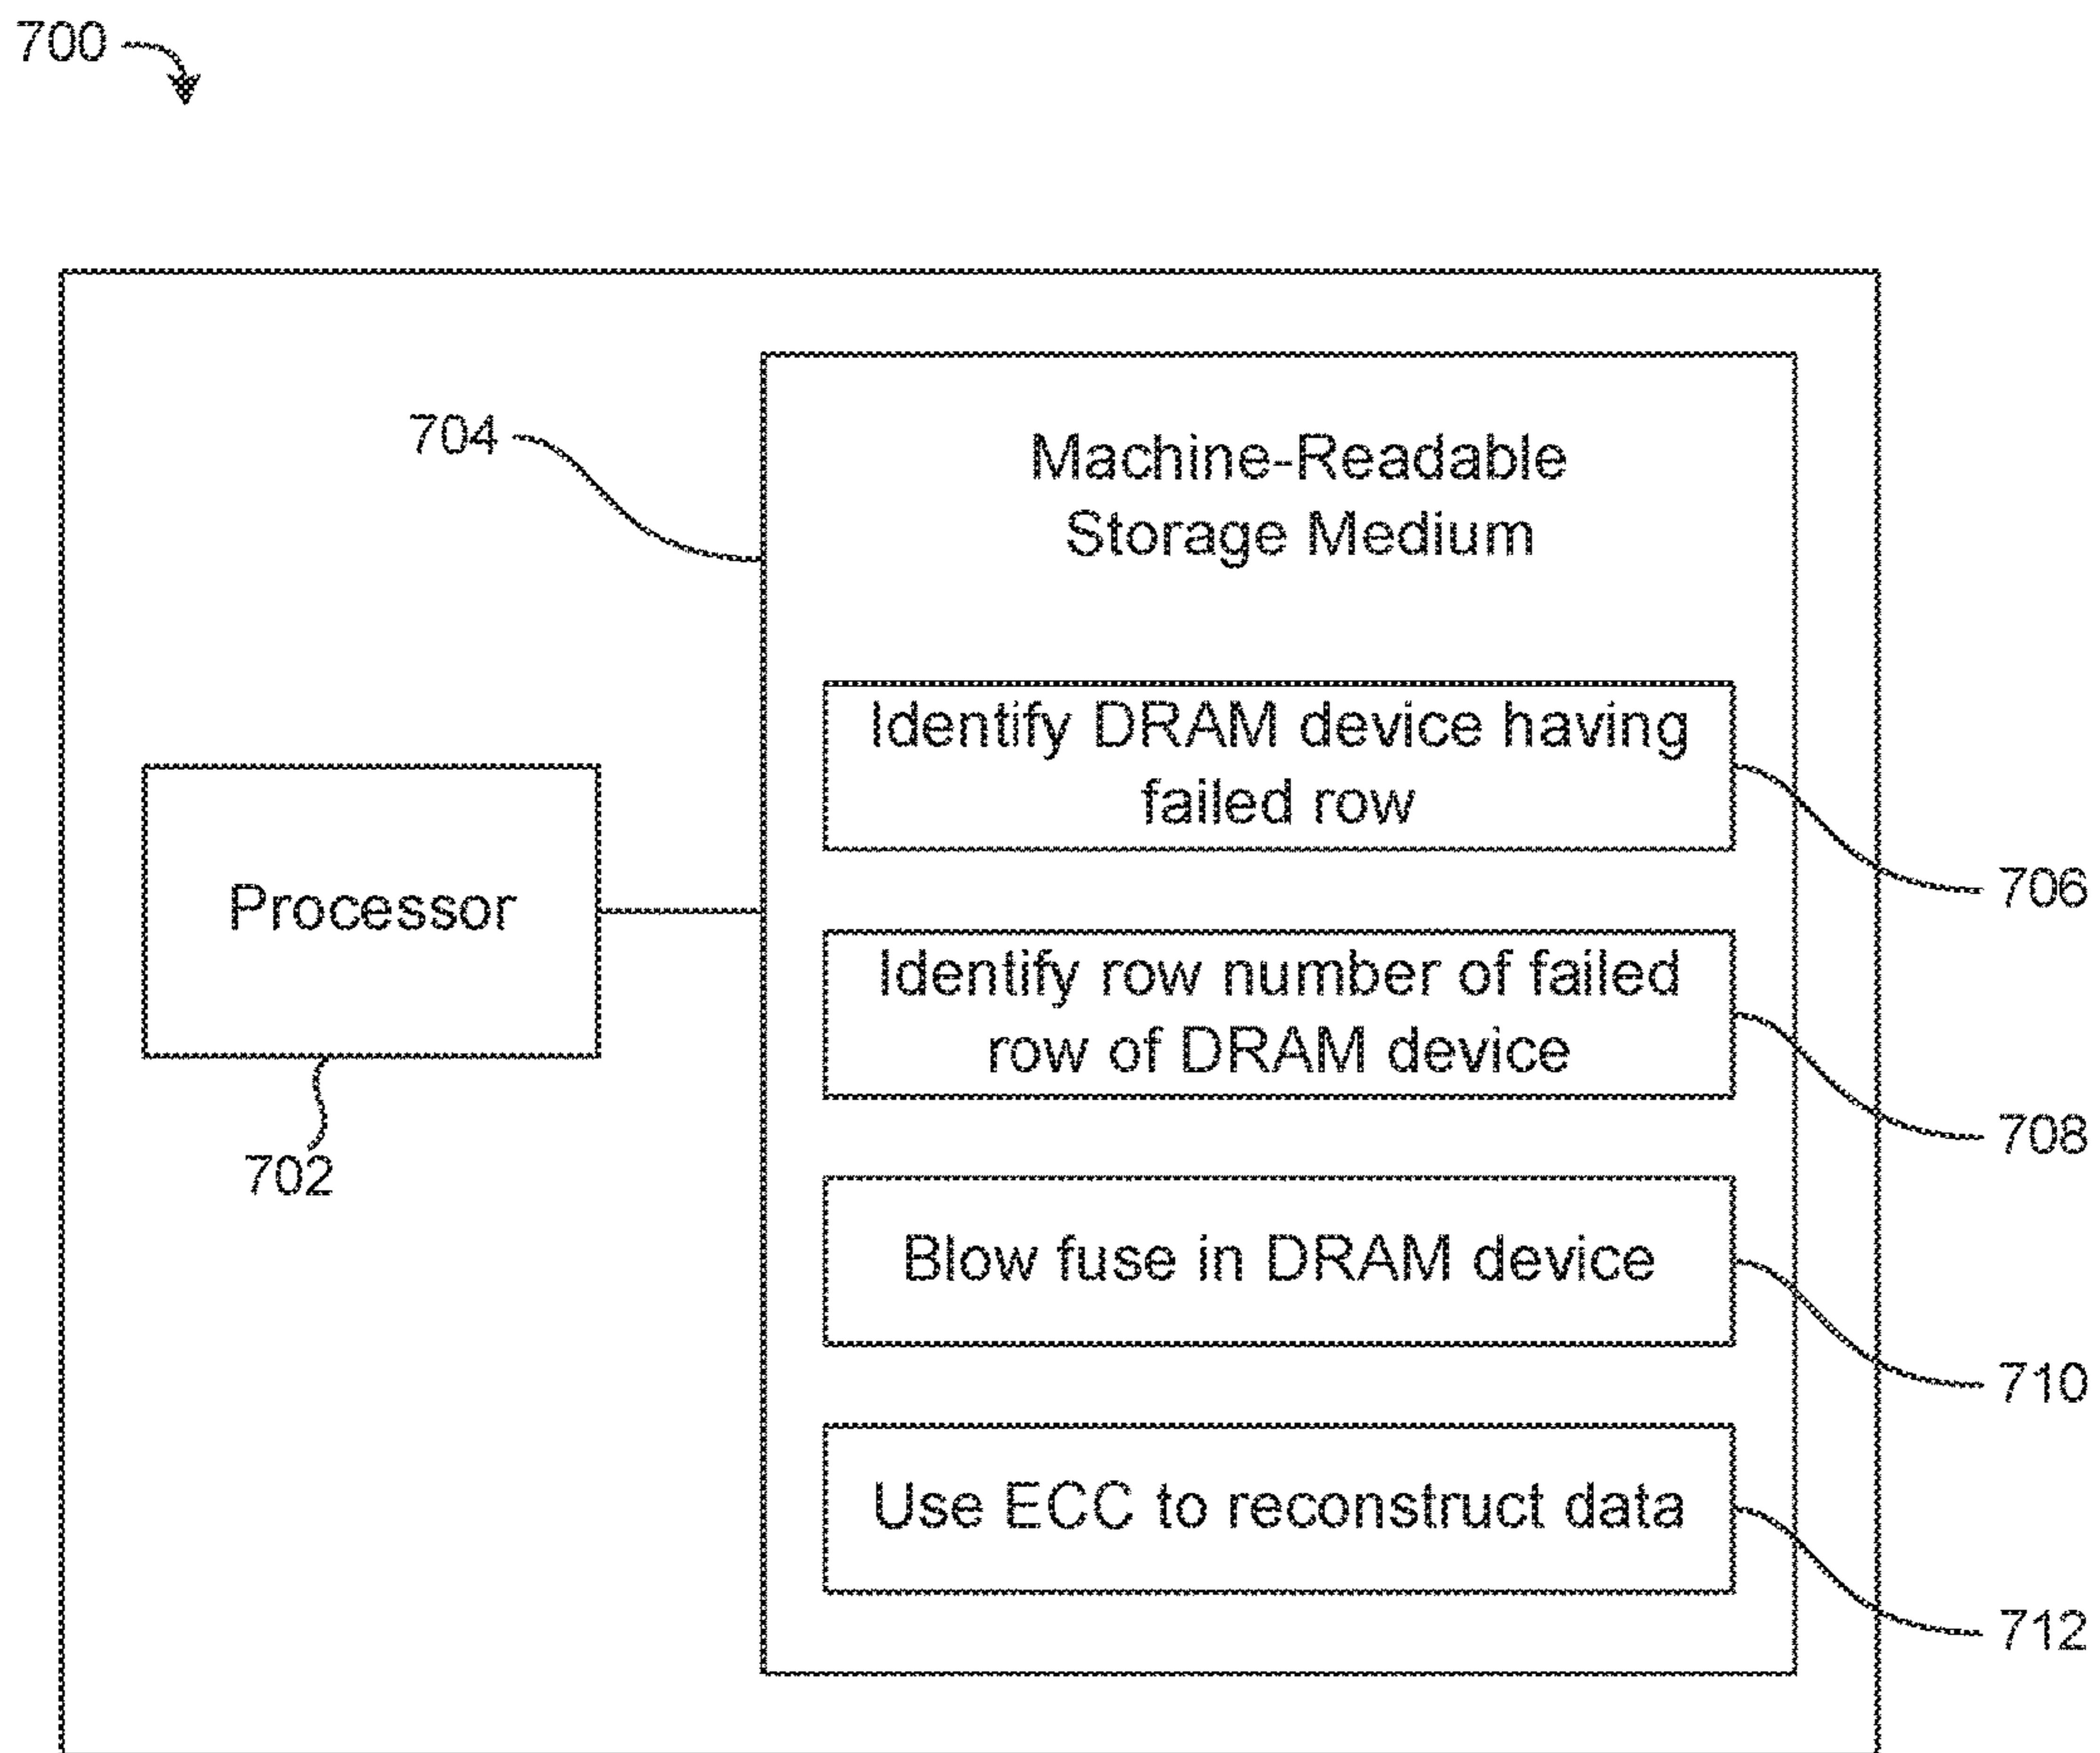 700
704
Machine-Readable
Storage Medium
Identify DRAM device having
failed row
706
Processor
702
Identify row number of failed
row of DRAM device
708
Blow fuse in DRAM device
710
Use ECC to reconstruct data
712